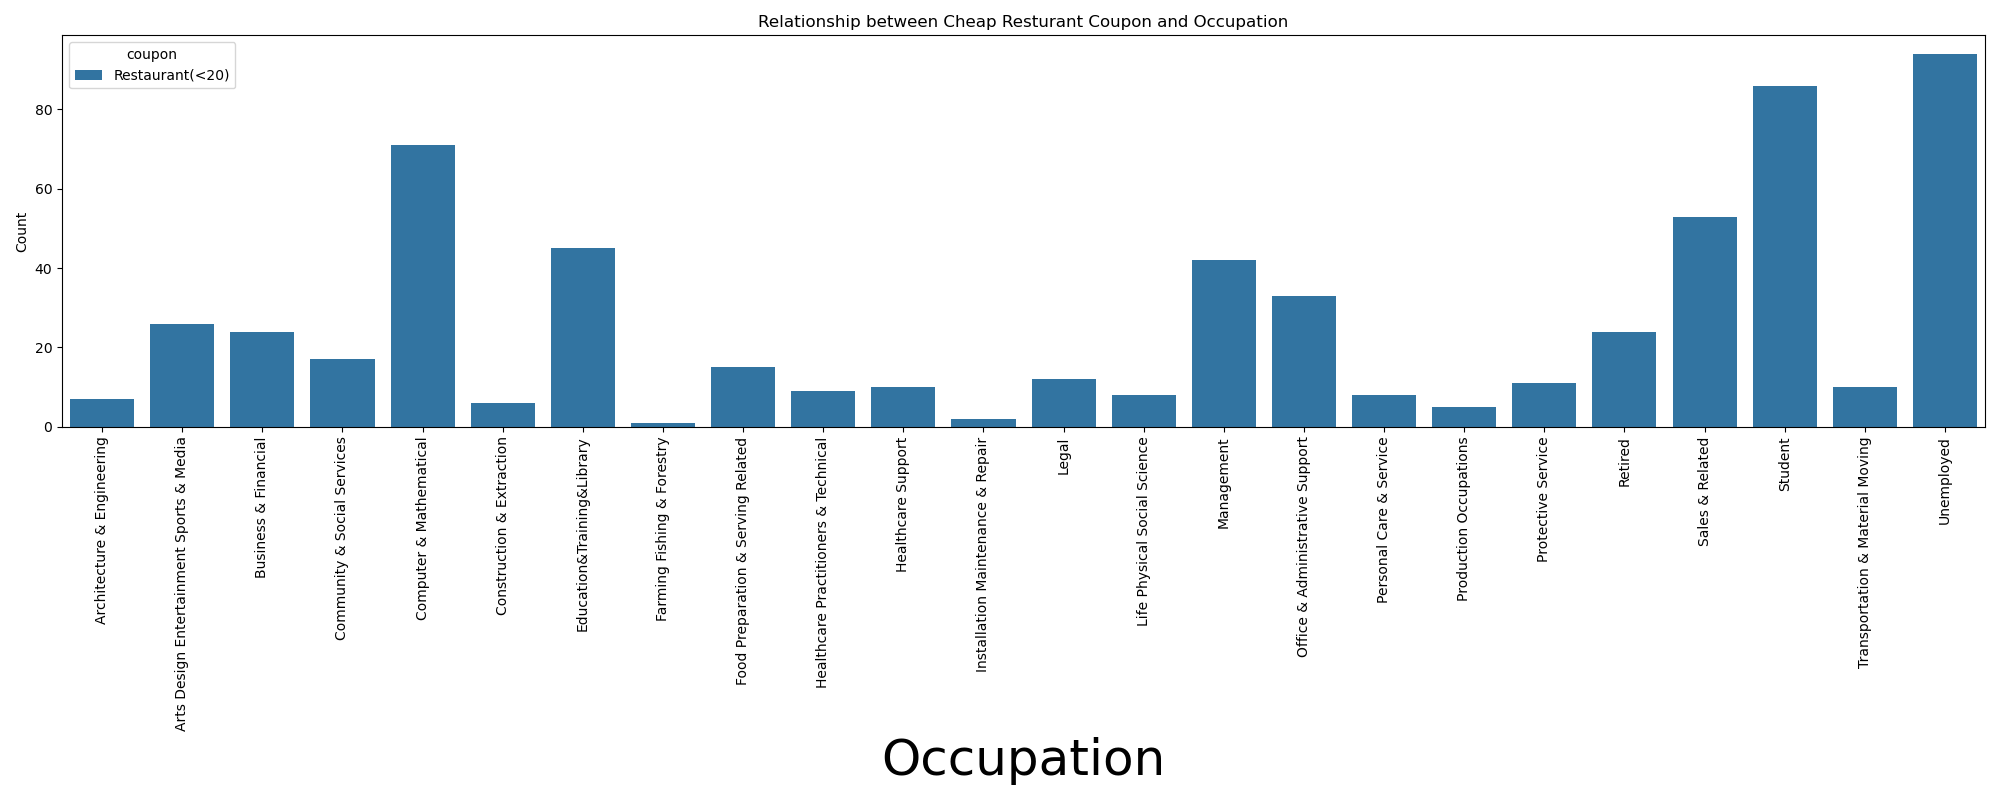 Relationship between Cheap Resturant Coupon and Occupation
coupon
Restaurant(<20)
Count
80
60
40
20
0
Architecture & Engineering
Arts Design Entertainment Sports & Media
Business & Financial
Community & Social Services
Computer & Mathematical
Construction & Extraction
Education&Training&Library
Farming Fishing & Forestry
Food Preparation & Serving Related
Healthcare Practitioners & Technical
Healthcare Support
Installation Maintenance & Repair
Legal
Life Physical Social Science
Management
Office & Administrative Support
Personal Care & Service
Production Occupations
Protective Service
Retired
Sales & Related
Student
Transportation & Material Moving
Unemployed
Occupation